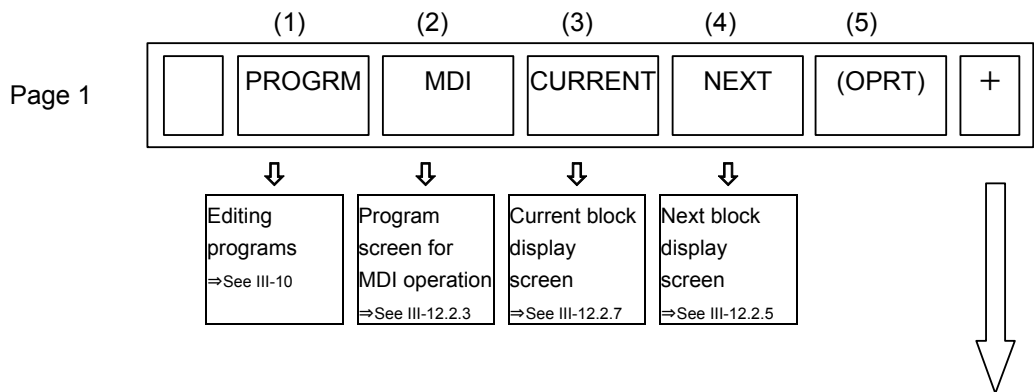 (1) (2) (3) (4) (5)
Page 1
PROGRM MDI CURRENT NEXT (OPRT) +
Editing
programs
⇒See III-10
Program
screen for
MDI operation
⇒See III-12.2.3
Current block
display
screen
⇒See III-12.2.7
Next block
display
screen
⇒See III-12.2.5